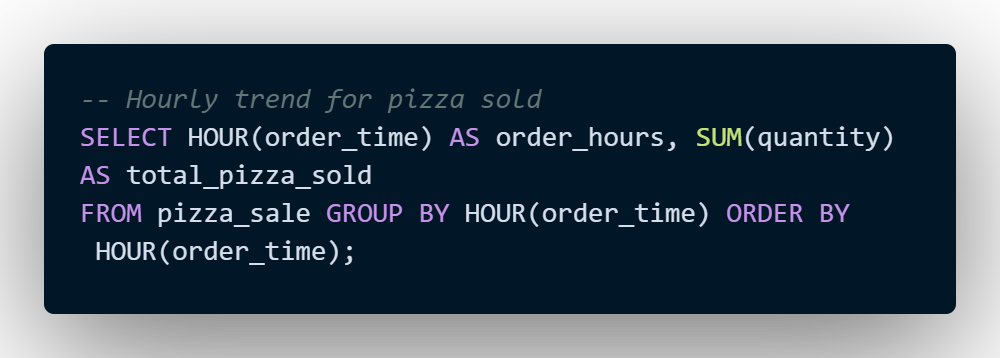 -- Hourly trend for pizza sold
SELECT HOUR(order_time) AS order_hours, SUM(quantity)
AS total_pizza_sold
FROM pizza_sale GROUP BY HOUR(order_time) ORDER BY
HOUR(order_time);